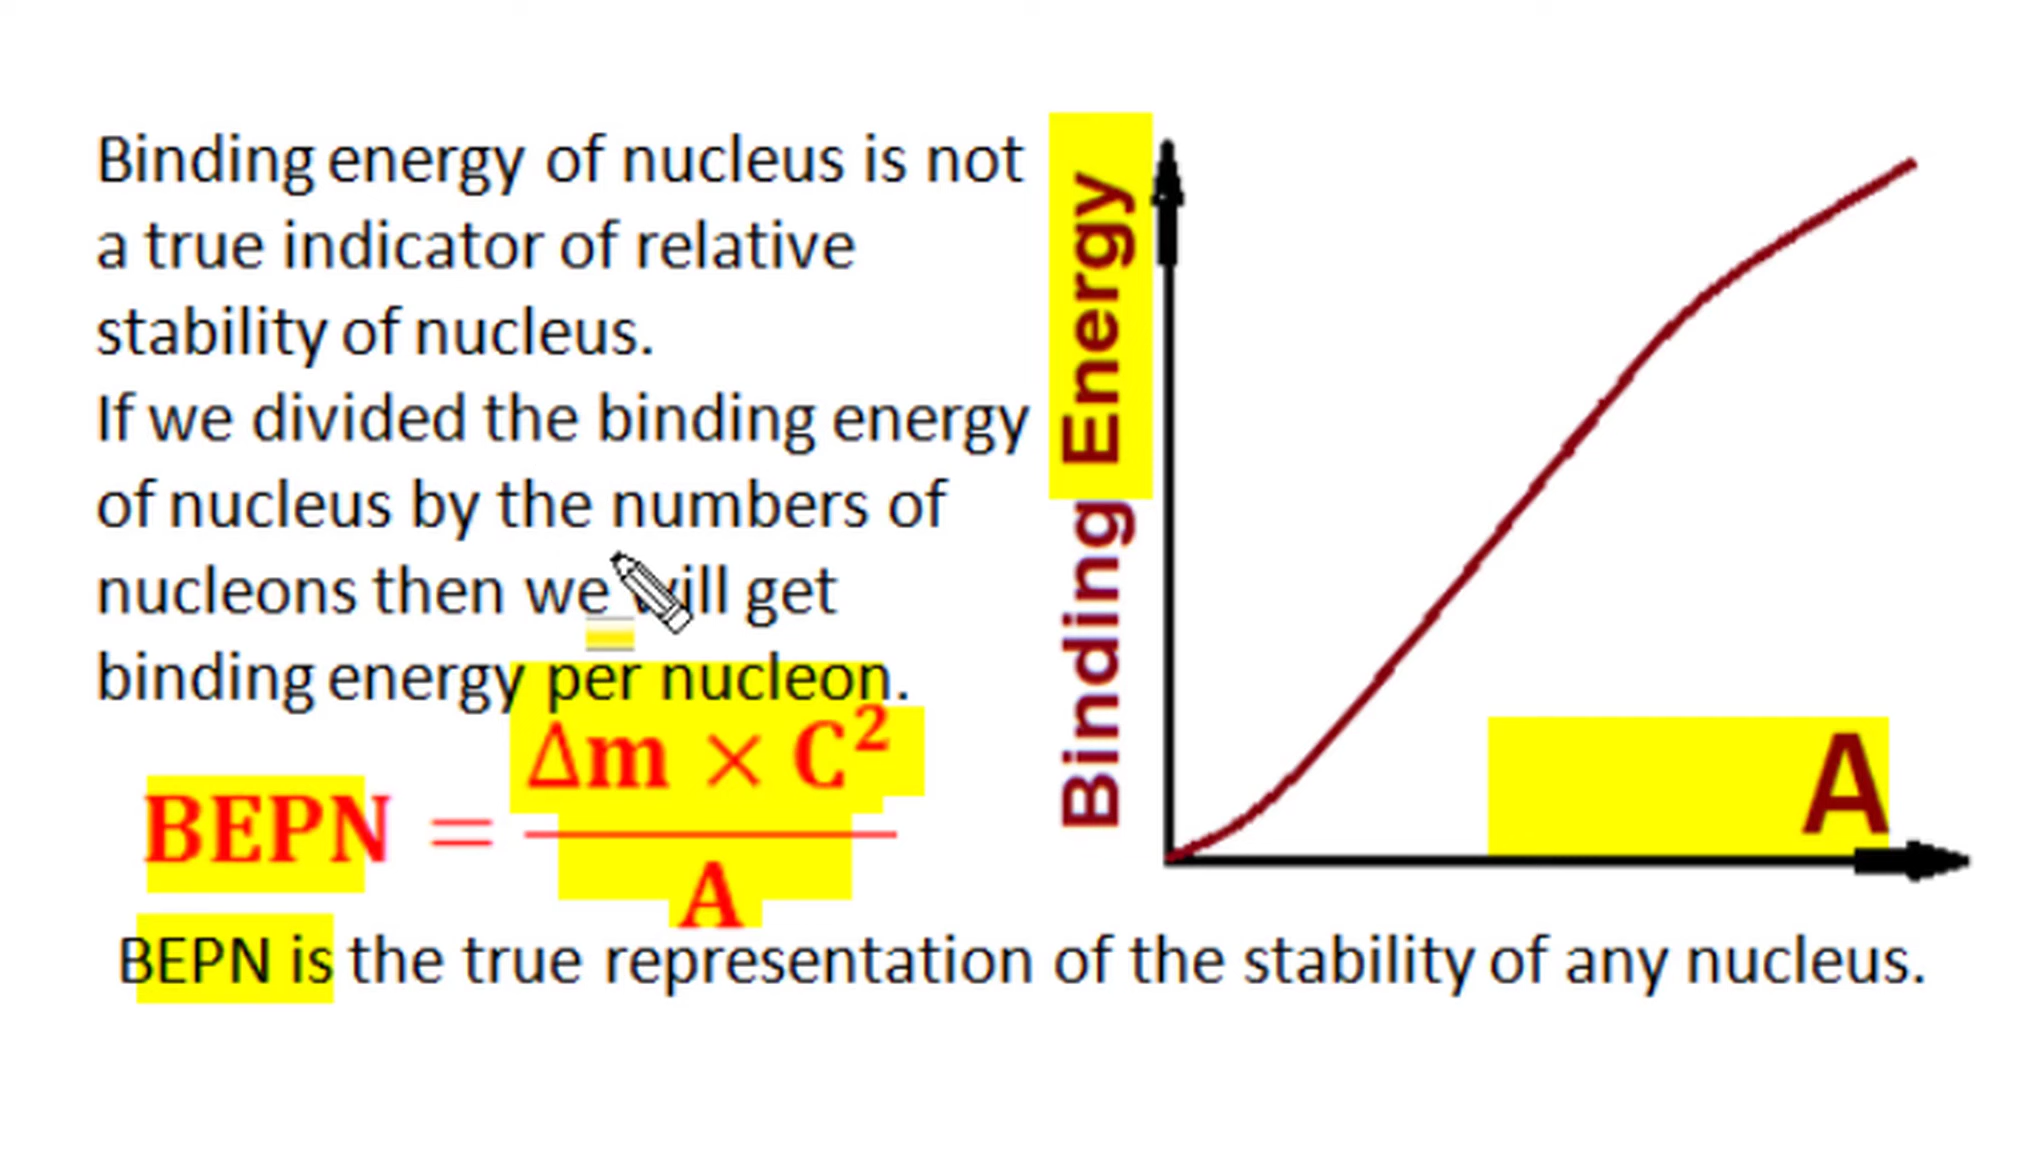 Binding energy of nucleus is not
a true indicator of relative
stability of nucleus.
If we divided the binding energy
of nucleus by the numbers of
nucleons then we will get
binding energy per nucleon.
BEPN = Δm × C² / A
BEPN is the true representation of the stability of any nucleus.
Binding Energy
A